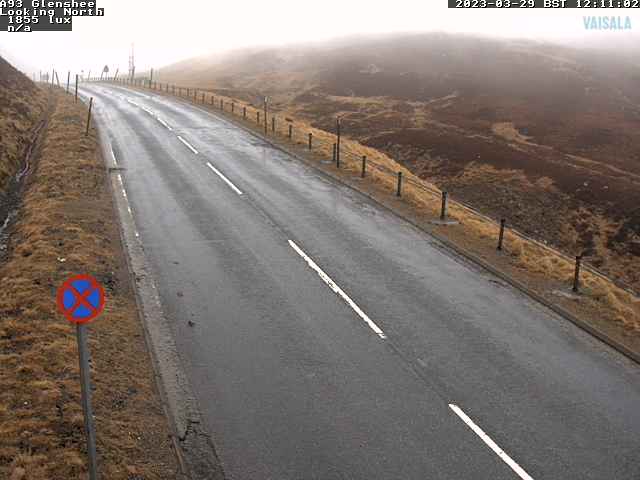 A93 Glenshee
Looking North
1855 lux
n/a
2023-03-29 BST 12:11:02
VAISALA